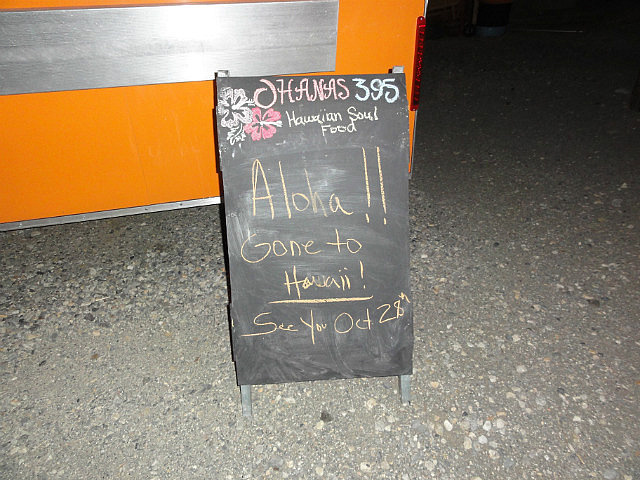 OHANAS 395
Hawaiian Soul
Food
Aloha!!
Gone to
Hawaii!
See You Oct. 28th